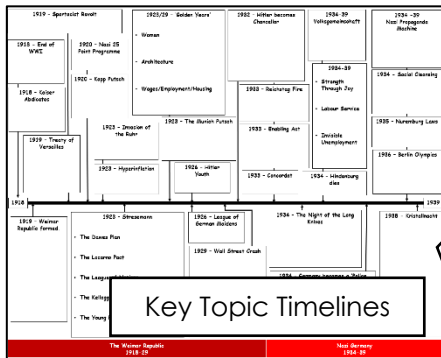 1919 - Spartacist Revolt
1918 - End of
WWI
1918 - Kaiser
Abdicates
1919 - Treaty of
Versailles
1920 - Nazi 25
Point Programme
1920 - Kapp Putsch
1923 - Invasion of
the Ruhr
1923 - Hyperinflation
1923/29 - 'Golden Years'
Women
Architecture
Wages/Employment/Housing
1923 - The Munich Putsch
1926 - Hitler
Youth
1932 - Hitler becomes
Chancellor
1933 - Reichstag Fire
1933 - Enabling Act
1933 - Concordat
1934-39
Volksgemeinschaft
1934-39
Strength
Through Joy
Labour Service
Invisible
Unemployment
1934 - Hindenburg
dies
1934 -39
Nazi Propaganda
Machine
1934 - Social Cleansing
1935 - Nuremburg Laws
1936 - Berlin Olympics
1918
1939
1919 - Weimar
Republic formed
1923 - Stresemann
The Dawes Plan
The Locarno Pact
The
The
The Young
1926 - League of
German Maidens
1929 - Wall Street Crash
1934 - The Night of the Long
Knives
1938 - Kristallnacht
Key Topic Timelines
The Weimar Republic
1918-29
Nazi Germany
1934-39